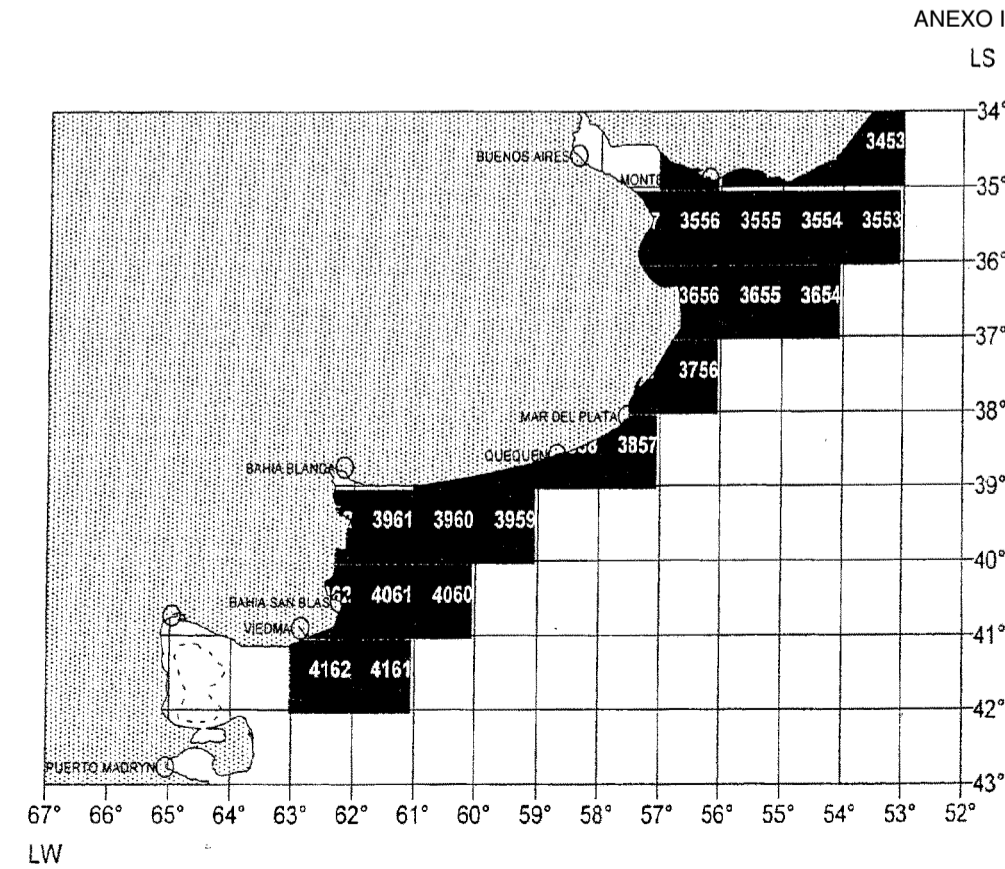 ANEXO I
LS
34°
BUENOS AIRES
3453
35°
7 3556 3555 3554 3553
36°
3656 3655 3654
37°
3756
38°
MAR DEL PLATA
QUEQUEN 3857
BAHIA BLANCA
39°
3961 3960 3959
40°
BAHIA SAN BLAS 62 4061 4060
VIEDMA
41°
4162 4161
42°
PUERTO MADRYN
43°
67° 66° 65° 64° 63° 62° 61° 60° 59° 58° 57° 56° 55° 54° 53° 52°
LW